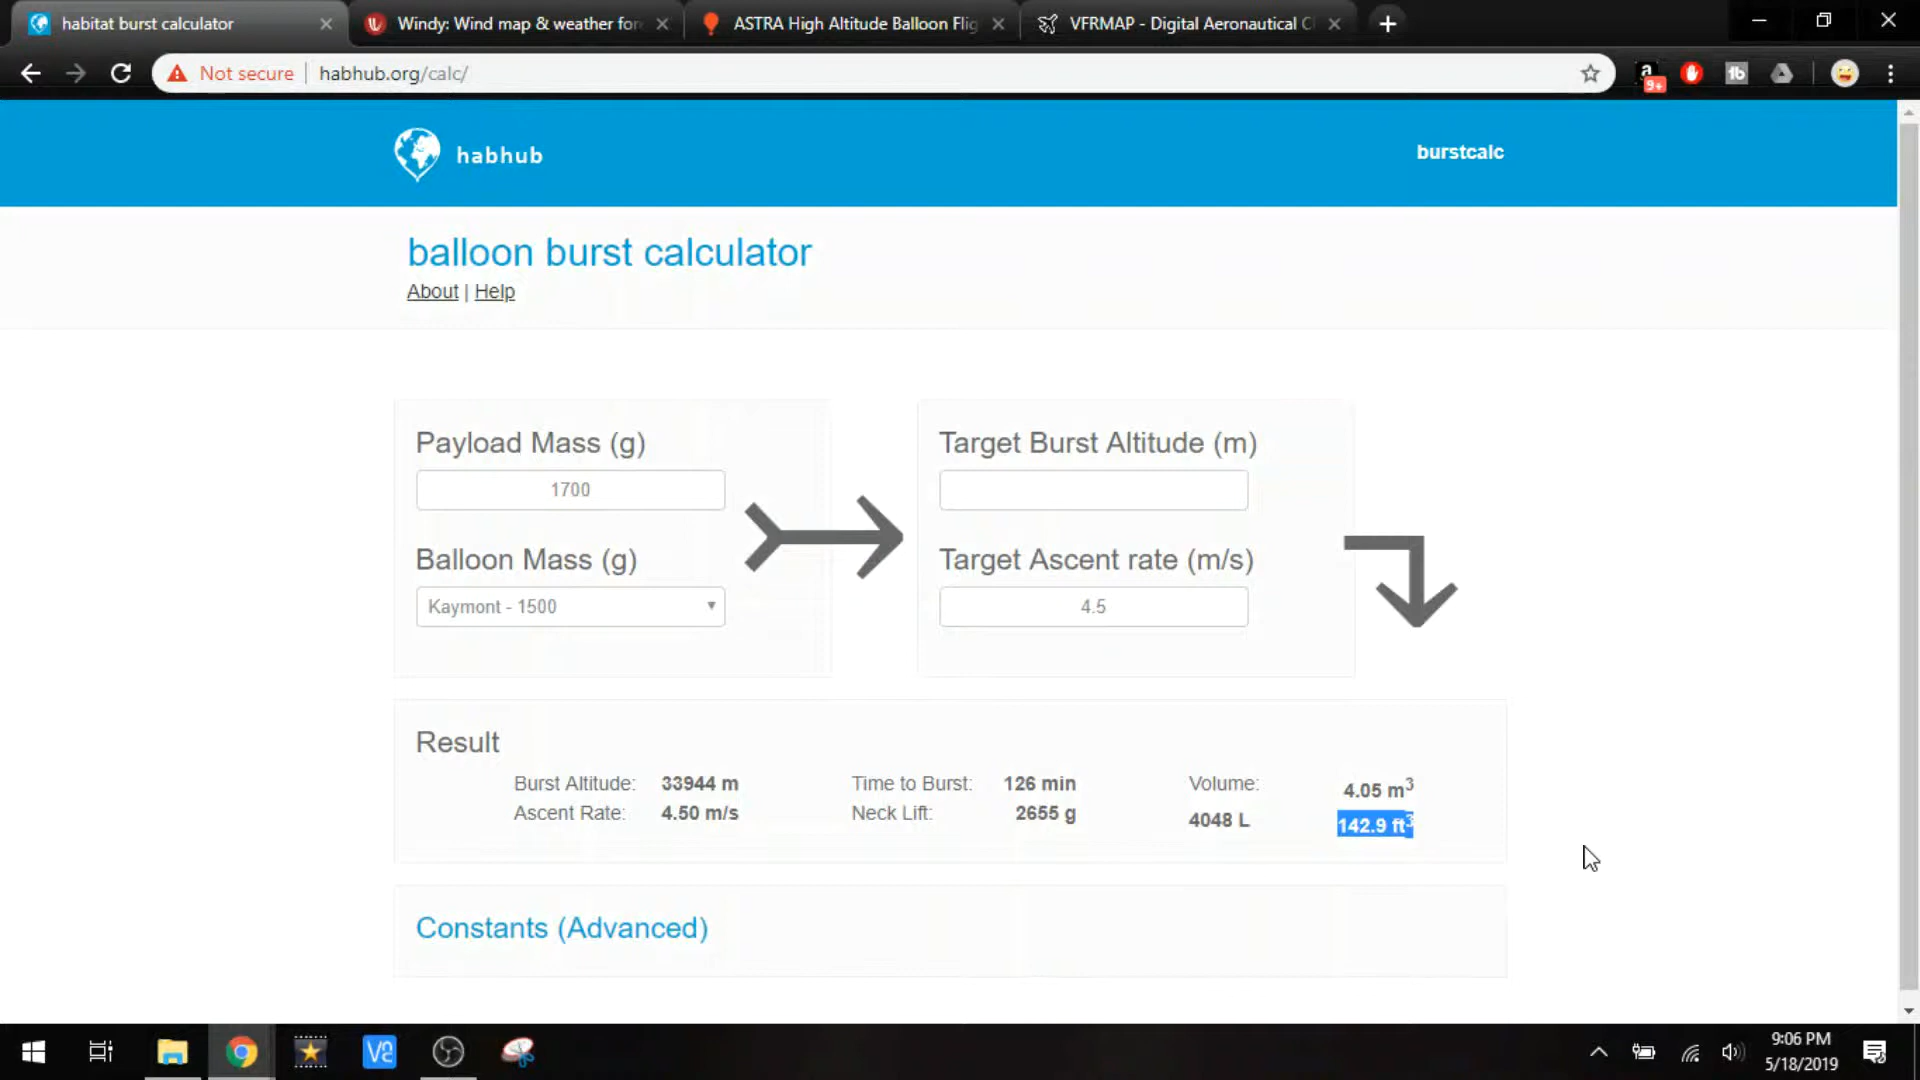 habitat burst calculator
Windy: Wind map & weather for
ASTRA High Altitude Balloon Flig
VFRMAP - Digital Aeronautical C
Not secure
habhub.org/calc/
a
9+
tb
habhub
burstcalc
balloon burst calculator
About | Help
Payload Mass (g)
1700
Balloon Mass (g)
Kaymont - 1500
Target Burst Altitude (m)
Target Ascent rate (m/s)
4.5
Result
Burst Altitude: 33944 m
Ascent Rate: 4.50 m/s
Time to Burst: 126 min
Neck Lift: 2655 g
Volume: 4.05 m³
4048 L 142.9 ft³
Constants (Advanced)
9:06 PM
5/18/2019